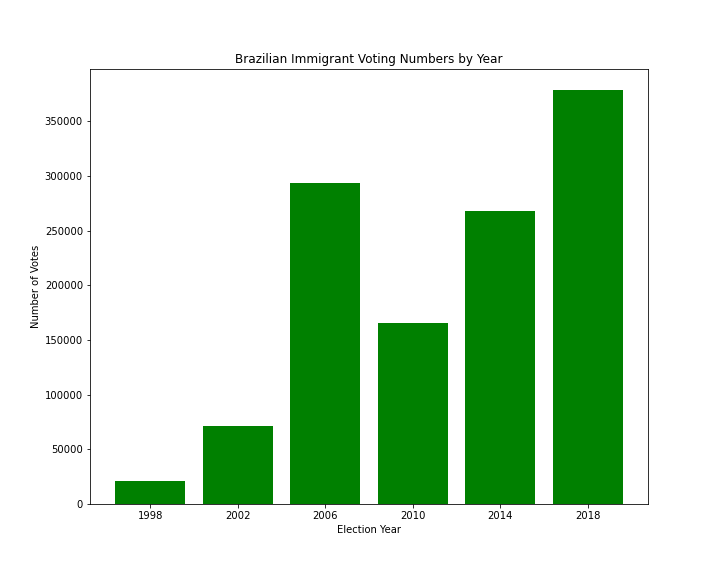 Brazilian Immigrant Voting Numbers by Year
350000
300000
250000
200000
150000
100000
50000
0
Number of Votes
1998 2002 2006 2010 2014 2018
Election Year